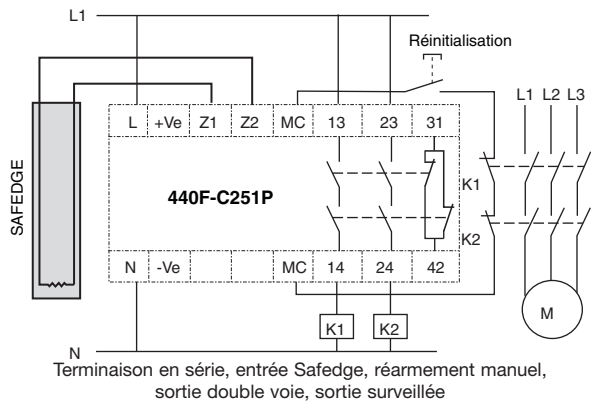 L1
Réinitialisation
L1 L2 L3
L +Ve Z1 Z2 MC 13 23 31
SAFEDGE
440F-C251P
K1
K2
N -Ve MC 14 24 42
K1 K2
M
N
Terminaison en série, entrée Safedge, réarmement manuel,
sortie double voie, sortie surveillée